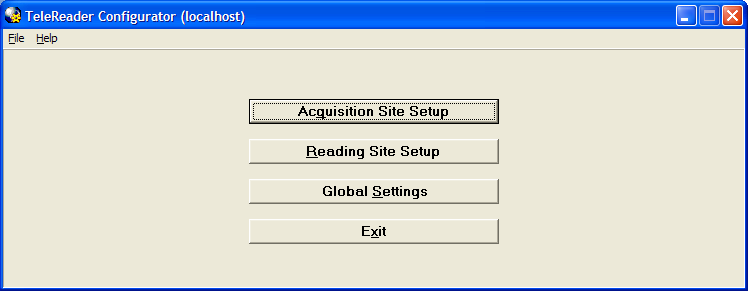 TeleReader Configurator (localhost)
File Help
Acquisition Site Setup
Reading Site Setup
Global Settings
Exit